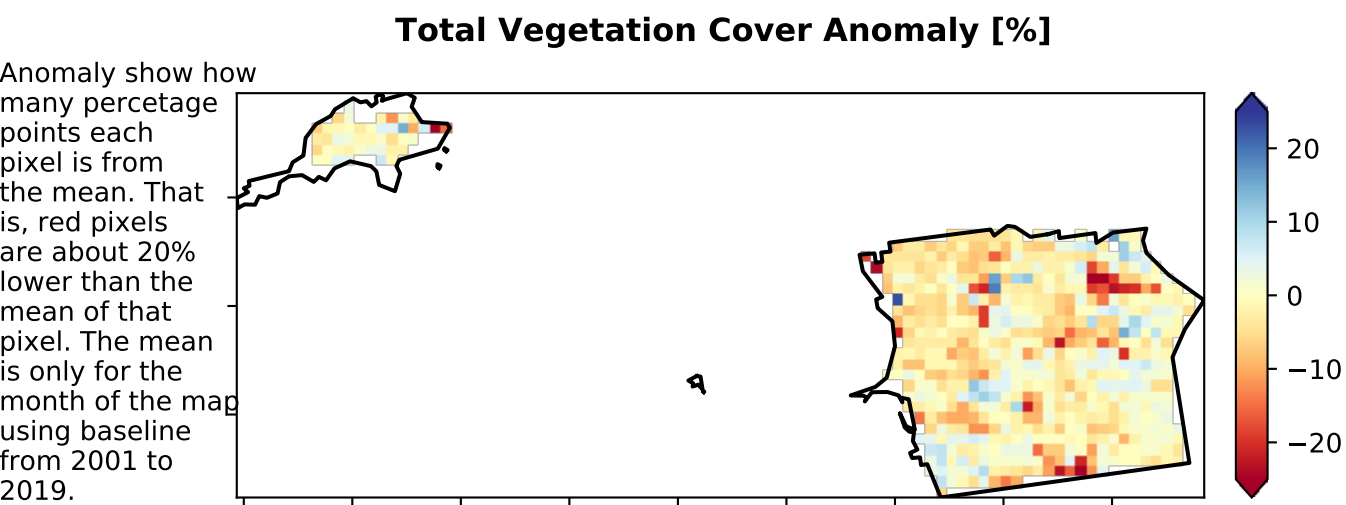 Total Vegetation Cover Anomaly [%]
Anomaly show how
many percetage
points each
pixel is from
the mean. That
is, red pixels
are about 20%
lower than the
mean of that
pixel. The mean
is only for the
month of the map
using baseline
from 2001 to
2019.
20
10
0
−10
−20